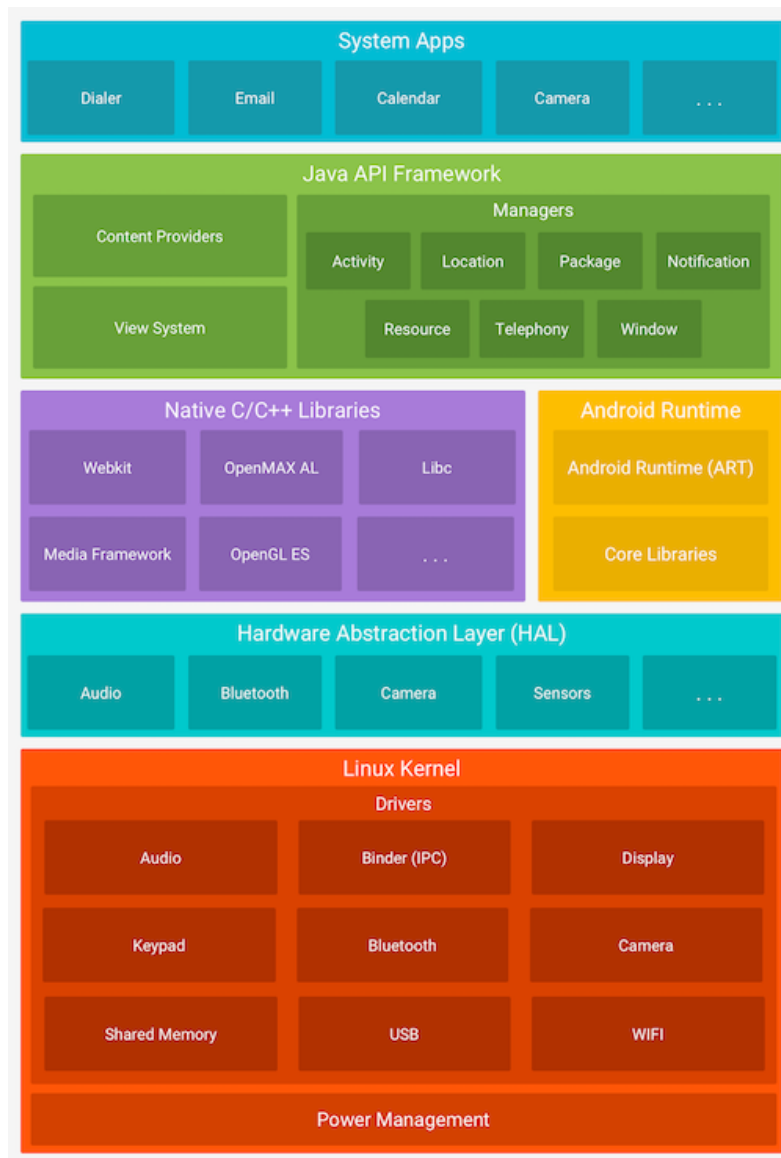 System Apps
Dialer
Email
Calendar
Camera
. . .
Java API Framework
Content Providers
View System
Managers
Activity
Location
Package
Notification
Resource
Telephony
Window
Native C/C++ Libraries
Webkit
OpenMAX AL
Libc
Media Framework
OpenGL ES
. . .
Android Runtime
Android Runtime (ART)
Core Libraries
Hardware Abstraction Layer (HAL)
Audio
Bluetooth
Camera
Sensors
. . .
Linux Kernel
Drivers
Audio
Binder (IPC)
Display
Keypad
Bluetooth
Camera
Shared Memory
USB
WIFI
Power Management